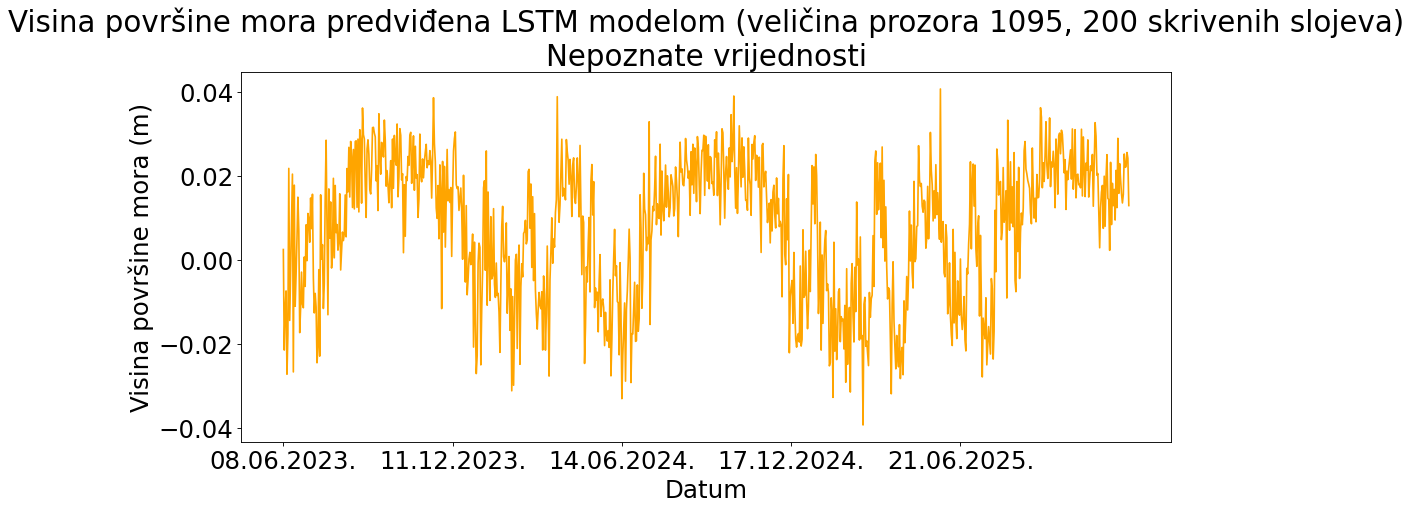 Visina površine mora predviđena LSTM modelom (veličina prozora 1095, 200 skrivenih slojeva)
Nepoznate vrijednosti
Visina površine mora (m)
0.04
0.02
0.00
−0.02
−0.04
08.06.2023. 11.12.2023. 14.06.2024. 17.12.2024. 21.06.2025.
Datum